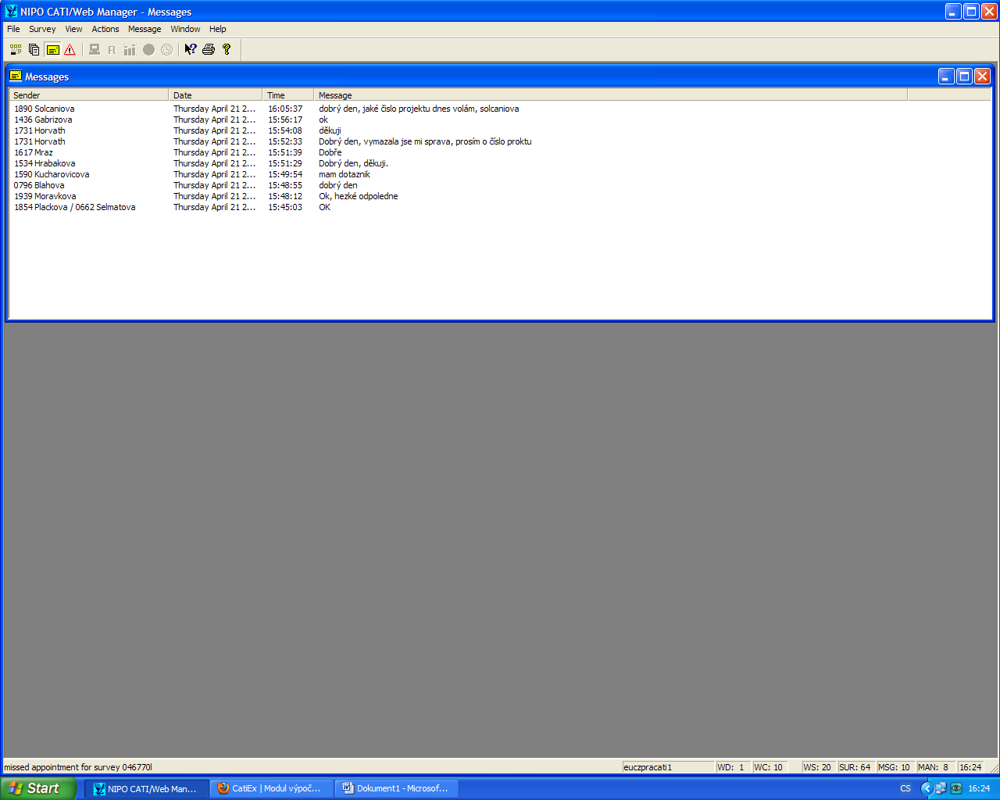 NIPO CATI/Web Manager - Messages
File Survey View Actions Message Window Help
R
Messages
Sender Date Time Message
1890 Solcaniova Thursday April 21 2... 16:05:37 dobrý den, jaké čislo projektu dnes volám, solcaniova
1436 Gabrizova Thursday April 21 2... 15:56:17 ok
1731 Horvath Thursday April 21 2... 15:54:08 děkuji
1731 Horvath Thursday April 21 2... 15:52:33 Dobrý den, vymazala jse mi sprava, prosím o číslo proktu
1617 Mraz Thursday April 21 2... 15:51:39 Dobře
1534 Hrabakova Thursday April 21 2... 15:51:29 Dobrý den, děkuji.
1590 Kucharovicova Thursday April 21 2... 15:49:54 mam dotaznik
0796 Blahova Thursday April 21 2... 15:48:55 dobrý den
1939 Moravkova Thursday April 21 2... 15:48:12 Ok, hezké odpoledne
1854 Plackova / 0662 Selmatova Thursday April 21 2... 15:45:03 OK
missed appointment for survey 046770l euczpracati1 WD: 1 WC: 10 WS: 20 SUR: 64 MSG: 10 MAN: 8 16:24
Start NIPO CATI/Web Man... CatiEx | Modul výpoč... Dokument1 - Microsof... CS 16:24